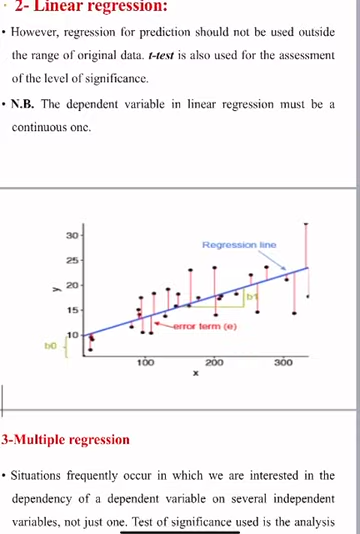 2- Linear regression:
• However, regression for prediction should not be used outside
the range of original data. t-test is also used for the assessment
of the level of significance.
• N.B. The dependent variable in linear regression must be a
continuous one.
30
Regression line
25
y
20
b1
15
error term (e)
10
b0
100 200 300
x
3-Multiple regression
• Situations frequently occur in which we are interested in the
dependency of a dependent variable on several independent
variables, not just one. Test of significance used is the analysis